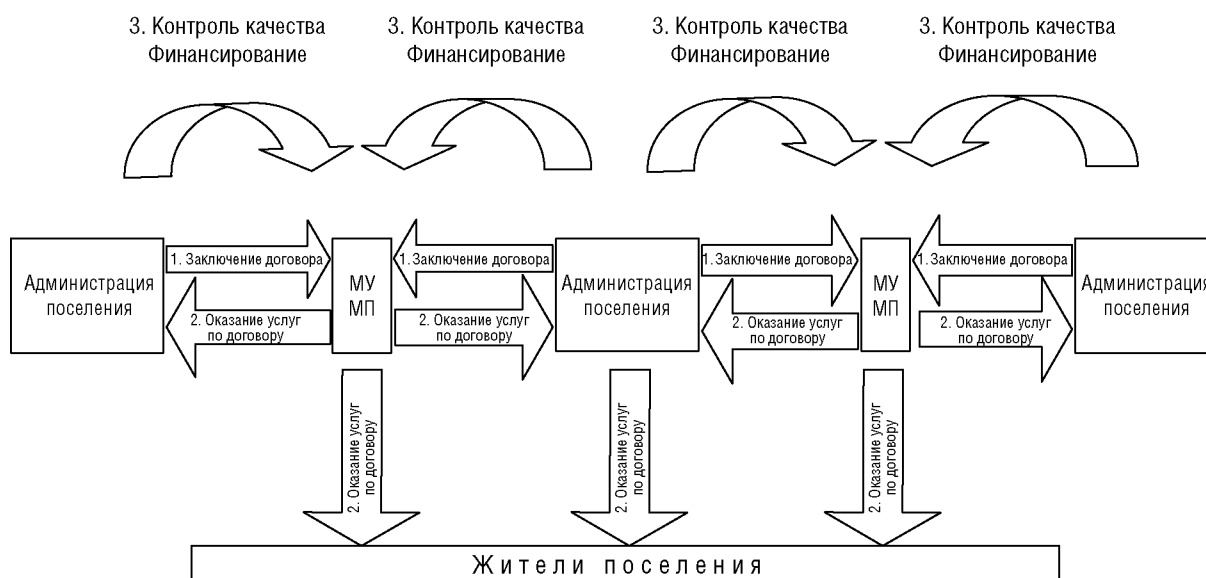 3. Контроль качества
Финансирование
3. Контроль качества
Финансирование
3. Контроль качества
Финансирование
3. Контроль качества
Финансирование
Администрация
поселения
1. Заключение договора
2. Оказание услуг
по договору
МУ
МП
1. Заключение договора
2. Оказание услуг
по договору
Администрация
поселения
1. Заключение договора
2. Оказание услуг
по договору
МУ
МП
1. Заключение договора
2. Оказание услуг
по договору
Администрация
поселения
2. Оказание услуг
по договору
2. Оказание услуг
по договору
2. Оказание услуг
по договору
Жители поселения